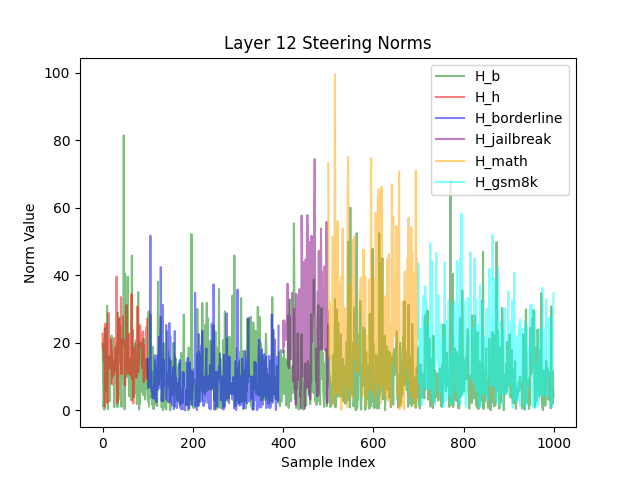 Layer 12 Steering Norms
Norm Value
100
80
60
40
20
0
H_b
H_h
H_borderline
H_jailbreak
H_math
H_gsm8k
0 200 400 600 800 1000
Sample Index